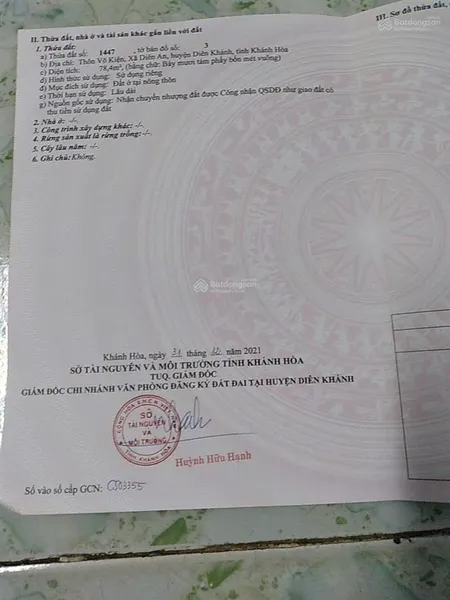 II. Thửa đất, nhà ở và tài sản khác gắn liền với đất
III. Sơ đồ thửa đất,
1. Thửa đất:
a) Thửa đất số: 1447 , tờ bản đồ số: 3
b) Địa chỉ: Thôn Võ Kiện, Xã Diên An, huyện Diên Khánh, tỉnh Khánh Hòa
c) Diện tích: 78,4m², (bằng chữ: Bảy mươi tám phẩy bốn mét vuông)
d) Hình thức sử dụng: Sử dụng riêng
đ) Mục đích sử dụng: Đất ở tại nông thôn
e) Thời hạn sử dụng: Lâu dài
g) Nguồn gốc sử dụng: Nhận chuyển nhượng đất được Công nhận QSDĐ như giao đất có
thu tiền sử dụng đất
2. Nhà ở: -/-
3. Công trình xây dựng khác: -/-
4. Rừng sản xuất là rừng trồng: -/-
5. Cây lâu năm: -/-
6. Ghi chú: Không.
Batdongsan
Batdongsan
Khánh Hòa, ngày 31 tháng 12 năm 2021
SỞ TÀI NGUYÊN VÀ MÔI TRƯỜNG TỈNH KHÁNH HÒA
TUQ. GIÁM ĐỐC
GIÁM ĐỐC CHI NHÁNH VĂN PHÒNG ĐĂNG KÝ ĐẤT ĐAI TẠI HUYỆN DIÊN KHÁNH
SỞ
TÀI NGUYÊN
VÀ
MÔI TRƯỜNG
TỈNH KHÁNH HÒA
Huỳnh Hữu Hạnh
Số vào sổ cấp GCN: CS03355